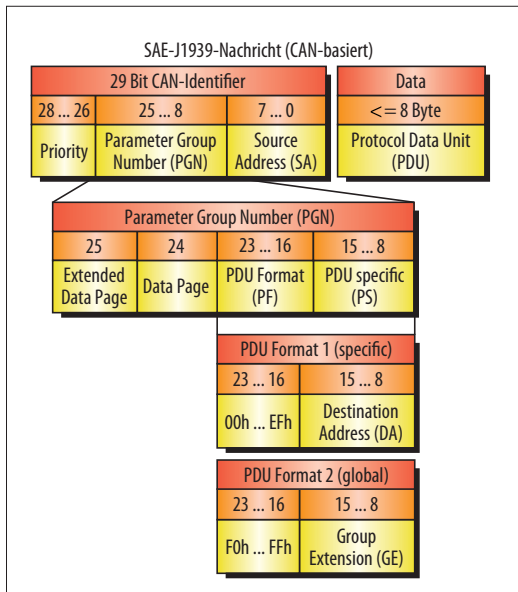 SAE-J1939-Nachricht (CAN-basiert)
29 Bit CAN-Identifier
Data
28 ... 26
25 ... 8
7 ... 0
<= 8 Byte
Priority
Parameter Group
Number (PGN)
Source
Address (SA)
Protocol Data Unit
(PDU)
Parameter Group Number (PGN)
25
24
23 ... 16
15 ... 8
Extended
Data Page
Data Page
PDU Format
(PF)
PDU specific
(PS)
PDU Format 1 (specific)
23 ... 16
15 ... 8
00h ... EFh
Destination
Address (DA)
PDU Format 2 (global)
23 ... 16
15 ... 8
F0h ... FFh
Group
Extension (GE)